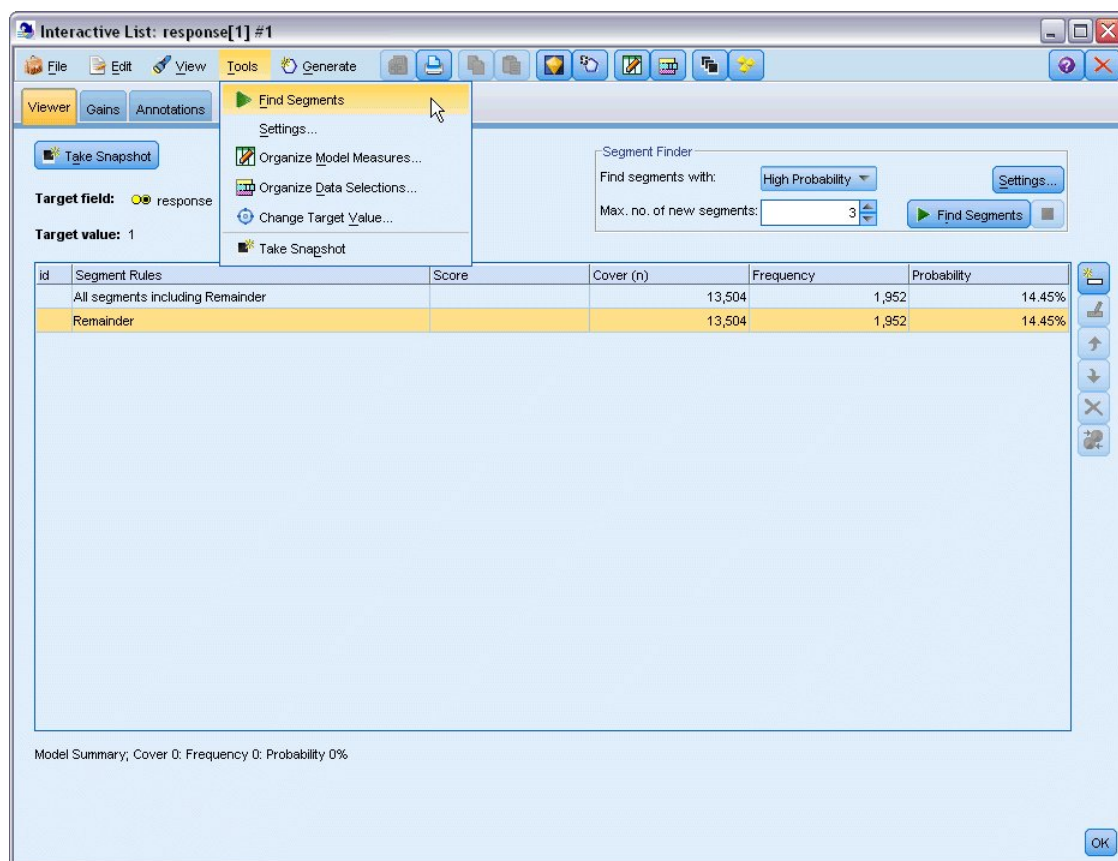 Interactive List: response[1] #1
File Edit View Tools Generate
Viewer Gains Annotations
Find Segments
Settings...
Organize Model Measures...
Organize Data Selections...
Change Target Value...
Take Snapshot
Take Snapshot
Target field: response
Target value: 1
Segment Finder
Find segments with: High Probability Settings...
Max. no. of new segments: 3 Find Segments
id Segment Rules Score Cover (n) Frequency Probability
All segments including Remainder 13,504 1,952 14.45%
Remainder 13,504 1,952 14.45%
Model Summary; Cover 0: Frequency 0: Probability 0%
OK